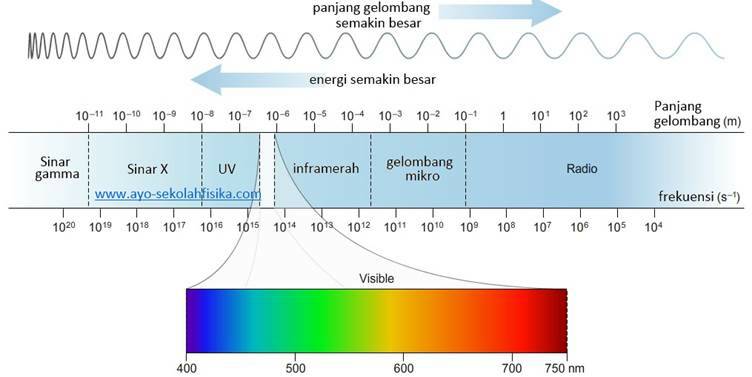 panjang gelombang
semakin besar
energi semakin besar
10⁻¹¹ 10⁻¹⁰ 10⁻⁹ 10⁻⁸ 10⁻⁷ 10⁻⁶ 10⁻⁵ 10⁻⁴ 10⁻³ 10⁻² 10⁻¹ 1 10¹ 10² 10³ Panjang
gelombang (m)
Sinar
gamma
Sinar X
UV
inframerah
gelombang
mikro
Radio
www.ayo-sekolahfisika.com
frekuensi (s⁻¹)
10²⁰ 10¹⁹ 10¹⁸ 10¹⁷ 10¹⁶ 10¹⁵ 10¹⁴ 10¹³ 10¹² 10¹¹ 10¹⁰ 10⁹ 10⁸ 10⁷ 10⁶ 10⁵ 10⁴
Visible
400 500 600 700 750 nm